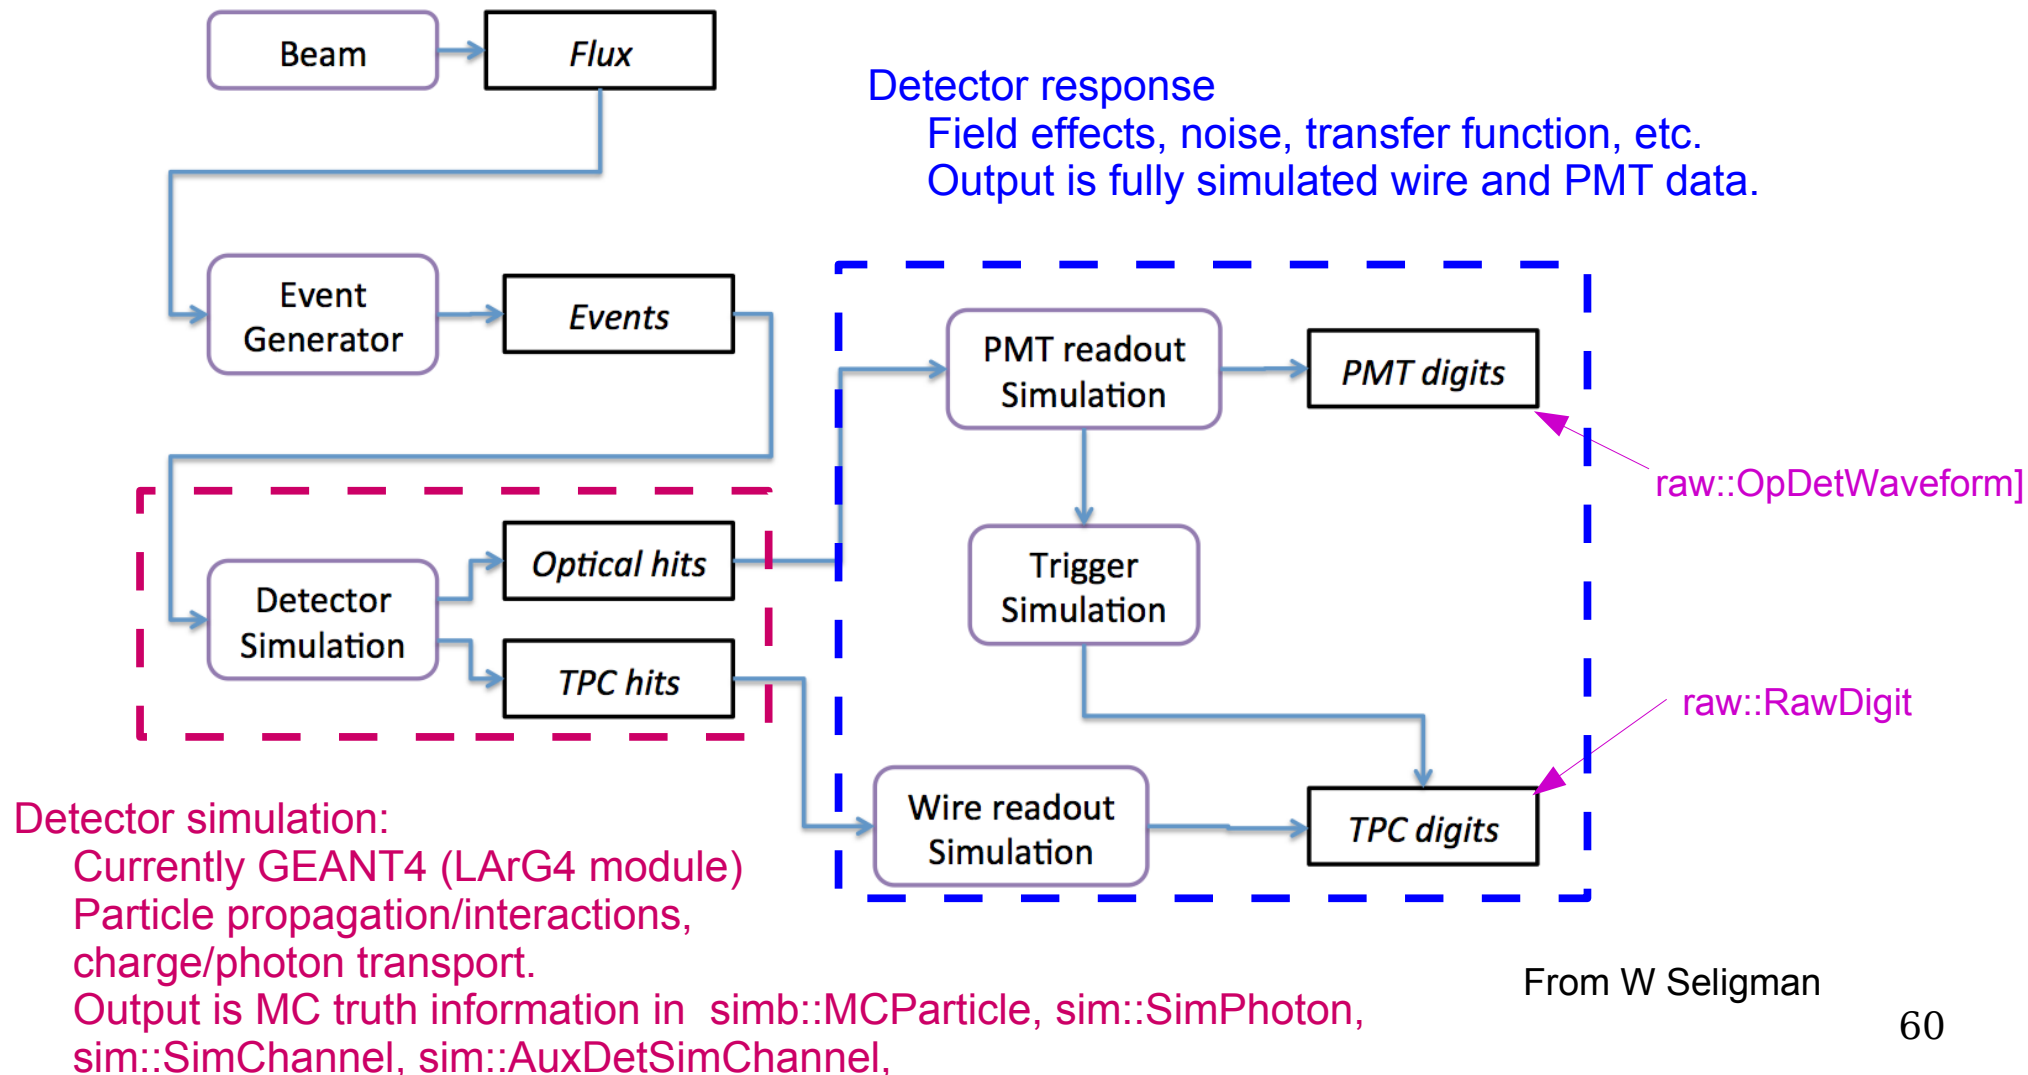 Beam
Flux
Detector response
Field effects, noise, transfer function, etc.
Output is fully simulated wire and PMT data.
Event
Generator
Events
PMT readout
Simulation
PMT digits
raw::OpDetWaveform]
Optical hits
Trigger
Simulation
Detector
Simulation
TPC hits
raw::RawDigit
Wire readout
Simulation
TPC digits
Detector simulation:
Currently GEANT4 (LArG4 module)
Particle propagation/interactions,
charge/photon transport.
Output is MC truth information in simb::MCParticle, sim::SimPhoton,
sim::SimChannel, sim::AuxDetSimChannel,
From W Seligman
60